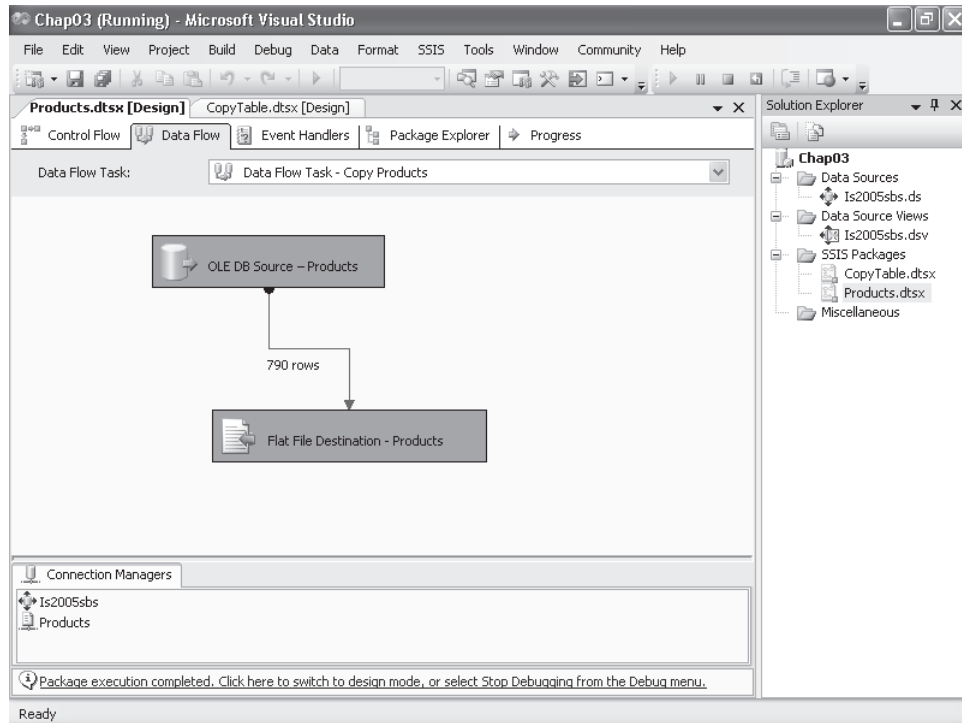 Chap03 (Running) - Microsoft Visual Studio
File Edit View Project Build Debug Data Format SSIS Tools Window Community Help
Products.dtsx [Design] CopyTable.dtsx [Design]
Control Flow Data Flow Event Handlers Package Explorer Progress
Data Flow Task: Data Flow Task - Copy Products
OLE DB Source – Products
790 rows
Flat File Destination - Products
Connection Managers
Is2005sbs
Products
Package execution completed. Click here to switch to design mode, or select Stop Debugging from the Debug menu.
Ready
Solution Explorer
Chap03
Data Sources
Is2005sbs.ds
Data Source Views
Is2005sbs.dsv
SSIS Packages
CopyTable.dtsx
Products.dtsx
Miscellaneous